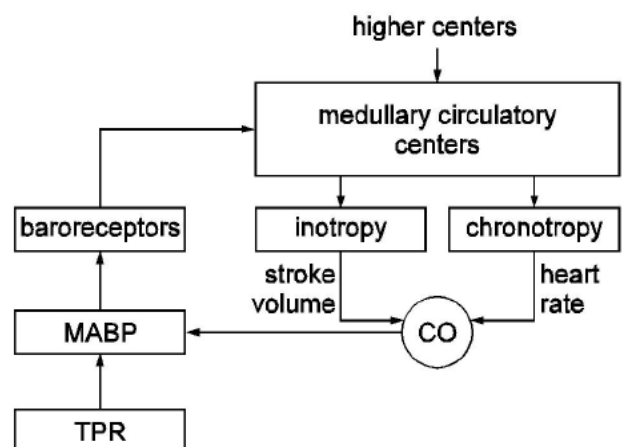 higher centers
medullary circulatory
centers
baroreceptors
inotropy
chronotropy
stroke
volume
heart
rate
MABP
CO
TPR